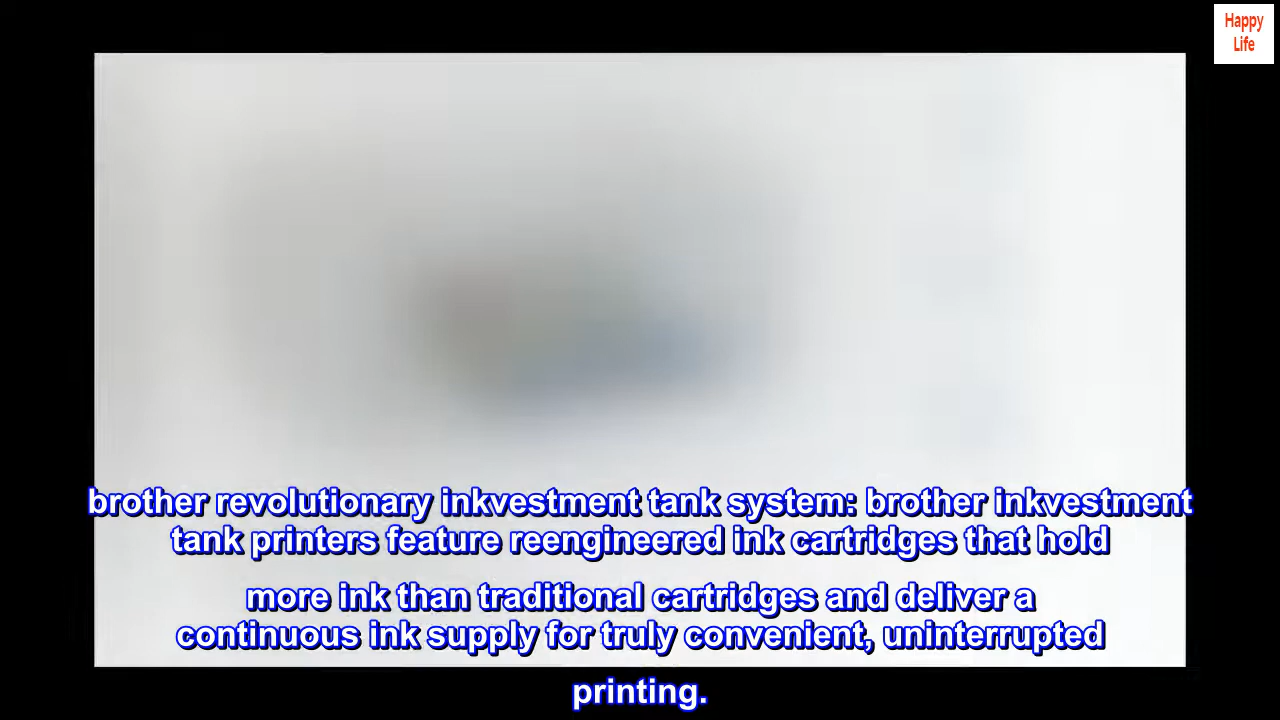 Happy
Life
brother revolutionary inkvestment tank system: brother inkvestment
tank printers feature reengineered ink cartridges that hold
more ink than traditional cartridges and deliver a
continuous ink supply for truly convenient, uninterrupted
printing.